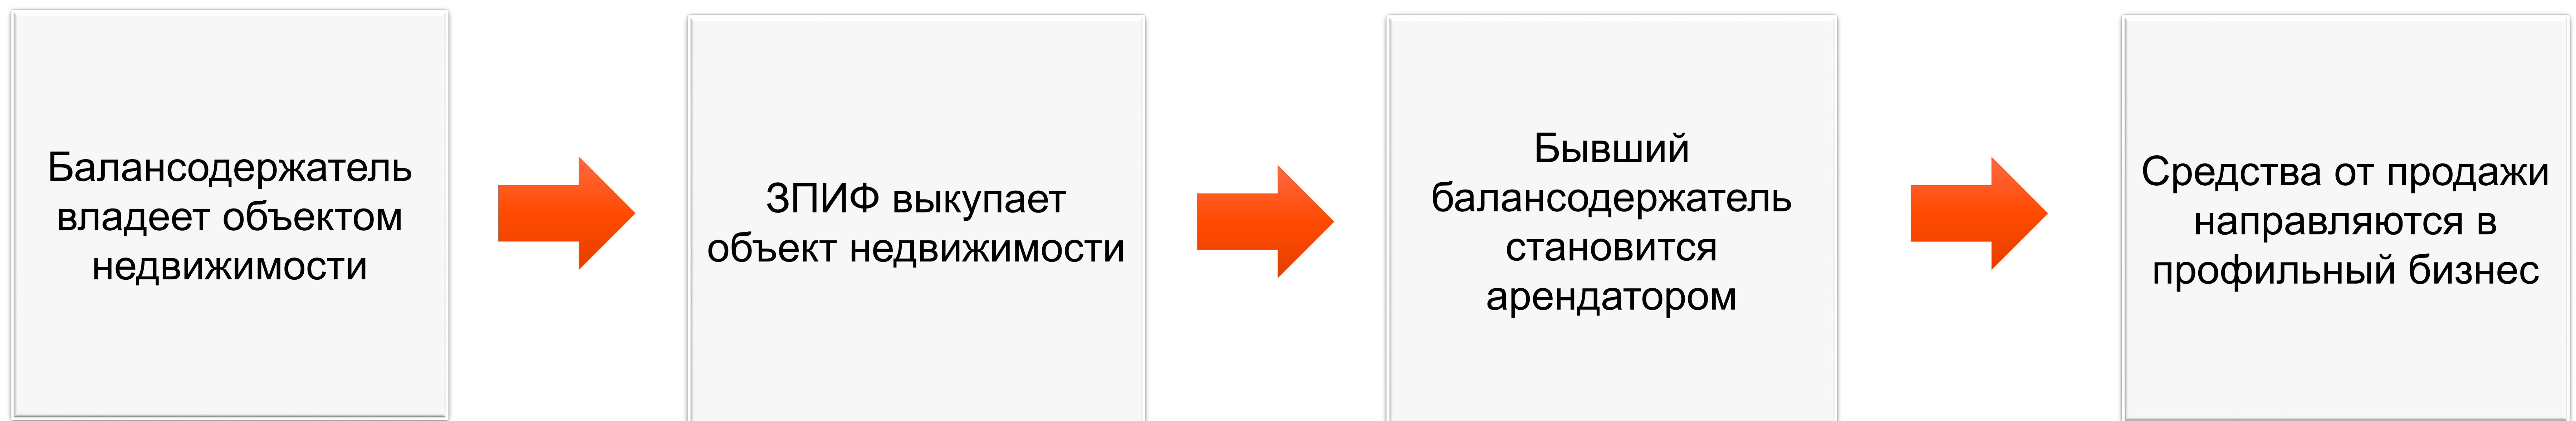 Балансодержатель
владеет объектом
недвижимости
ЗПИФ выкупает
объект недвижимости
Бывший
балансодержатель
становится
арендатором
Средства от продажи
направляются в
профильный бизнес